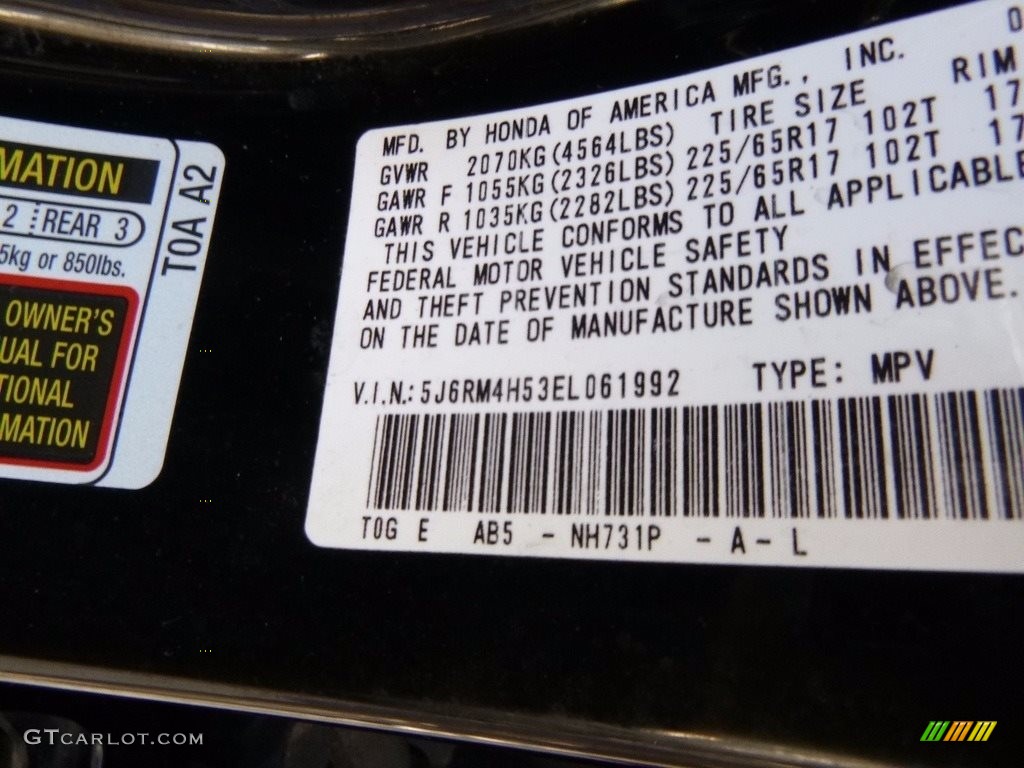 MATION
2 REAR 3
5kg or 850lbs.
OWNER'S
UAL FOR
TIONAL
MATION
T0A A2
0
MFD. BY HONDA OF AMERICA MFG., INC.
GVWR 2070KG(4564LBS) TIRE SIZE RIM
GAWR F 1055KG(2326LBS) 225/65R17 102T 17
GAWR R 1035KG(2282LBS) 225/65R17 102T 17
THIS VEHICLE CONFORMS TO ALL APPLICABLE
FEDERAL MOTOR VEHICLE SAFETY
AND THEFT PREVENTION STANDARDS IN EFFEC
ON THE DATE OF MANUFACTURE SHOWN ABOVE.
V.I.N.: 5J6RM4H53EL061992 TYPE: MPV
T0G E AB5 - NH731P - A - L
GTCARLOT.COM